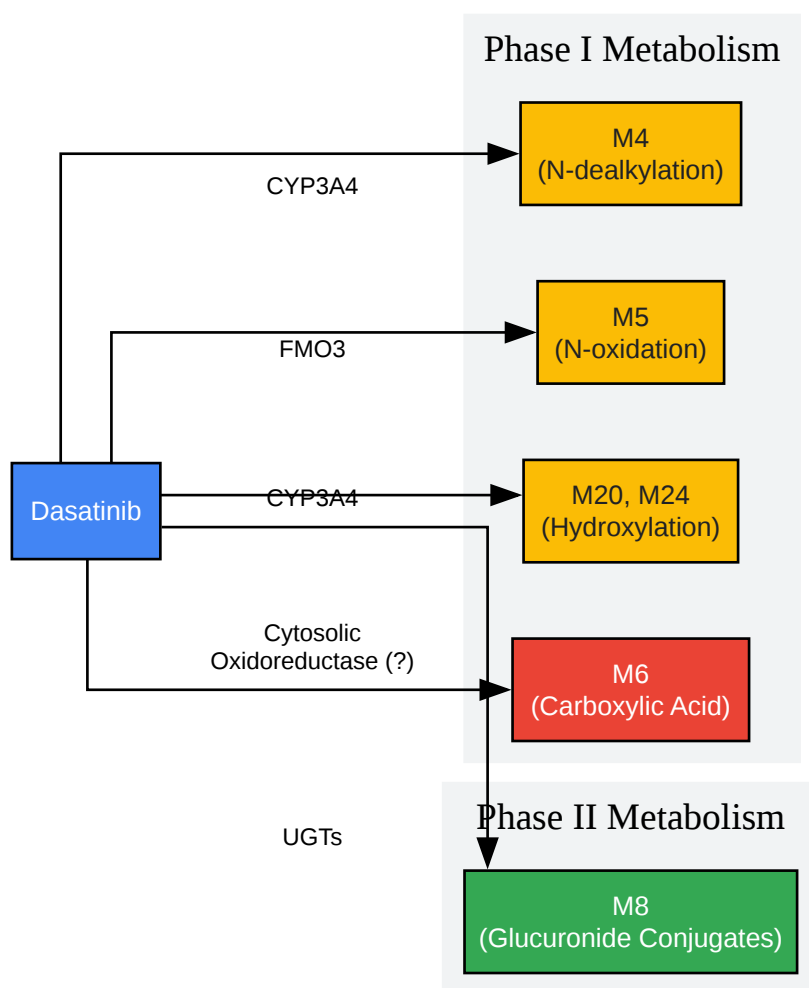 Phase I Metabolism
M4
(N-dealkylation)
CYP3A4
M5
(N-oxidation)
FMO3
Dasatinib
CYP3A4
M20, M24
(Hydroxylation)
Cytosolic
Oxidoreductase (?)
M6
(Carboxylic Acid)
Phase II Metabolism
UGTs
M8
(Glucuronide Conjugates)